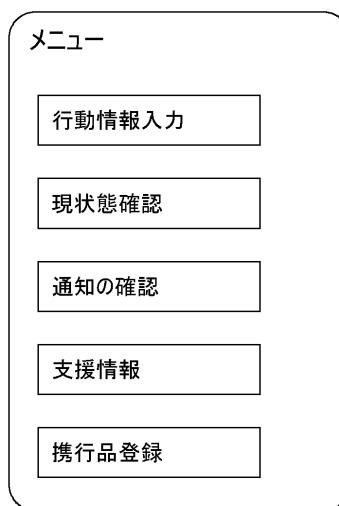 メニュー
行動情報入力
現状態確認
通知の確認
支援情報
携行品登録